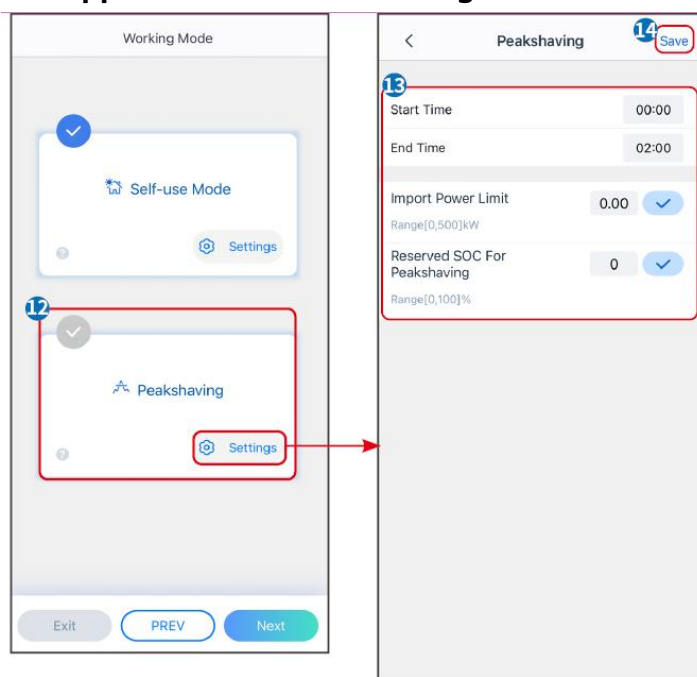 Working Mode
Self-use Mode
Settings
12
Peakshaving
Settings
Exit
PREV
Next
Peakshaving
14
Save
13
Start Time
00:00
End Time
02:00
Import Power Limit
0.00
Range[0,500]kW
Reserved SOC For
Peakshaving
0
Range[0,100]%